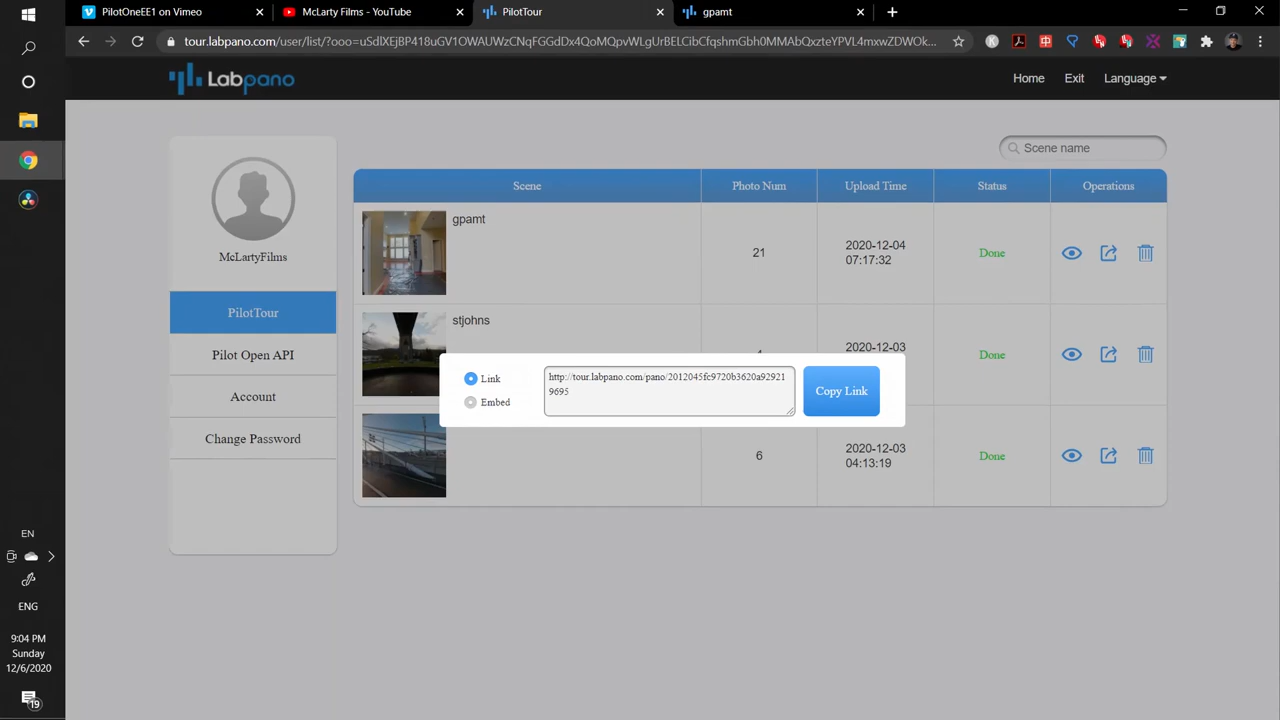 PilotOneEE1 on Vimeo
McLarty Films - YouTube
PilotTour
gpamt
tour.labpano.com/user/list/?ooo=uSdlXEjBP418uGV1OWAUWzCNqFGGdDx4QoMQpvWLgUrBELCibCfqshmGbh0MMAbQxzteYPVL4mxwZDWOk...
Labpano
Home
Exit
Language
Scene name
McLartyFilms
PilotTour
Pilot Open API
Account
Change Password
Scene
Photo Num
Upload Time
Status
Operations
gpamt
21
2020-12-04
07:17:32
Done
stjohns
2020-12-03
Done
Link
Embed
http://tour.labpano.com/pano/2012045fc9720b3620a92921
9695
Copy Link
6
2020-12-03
04:13:19
Done
EN
ENG
9:04 PM
Sunday
12/6/2020
19